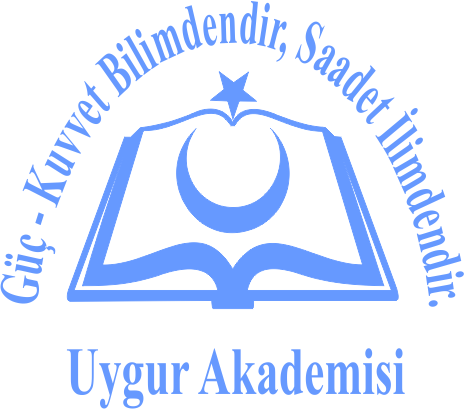 Güç - Kuvvet Bilimdendir, Saadet İlimdendir.
Uygur Akademisi